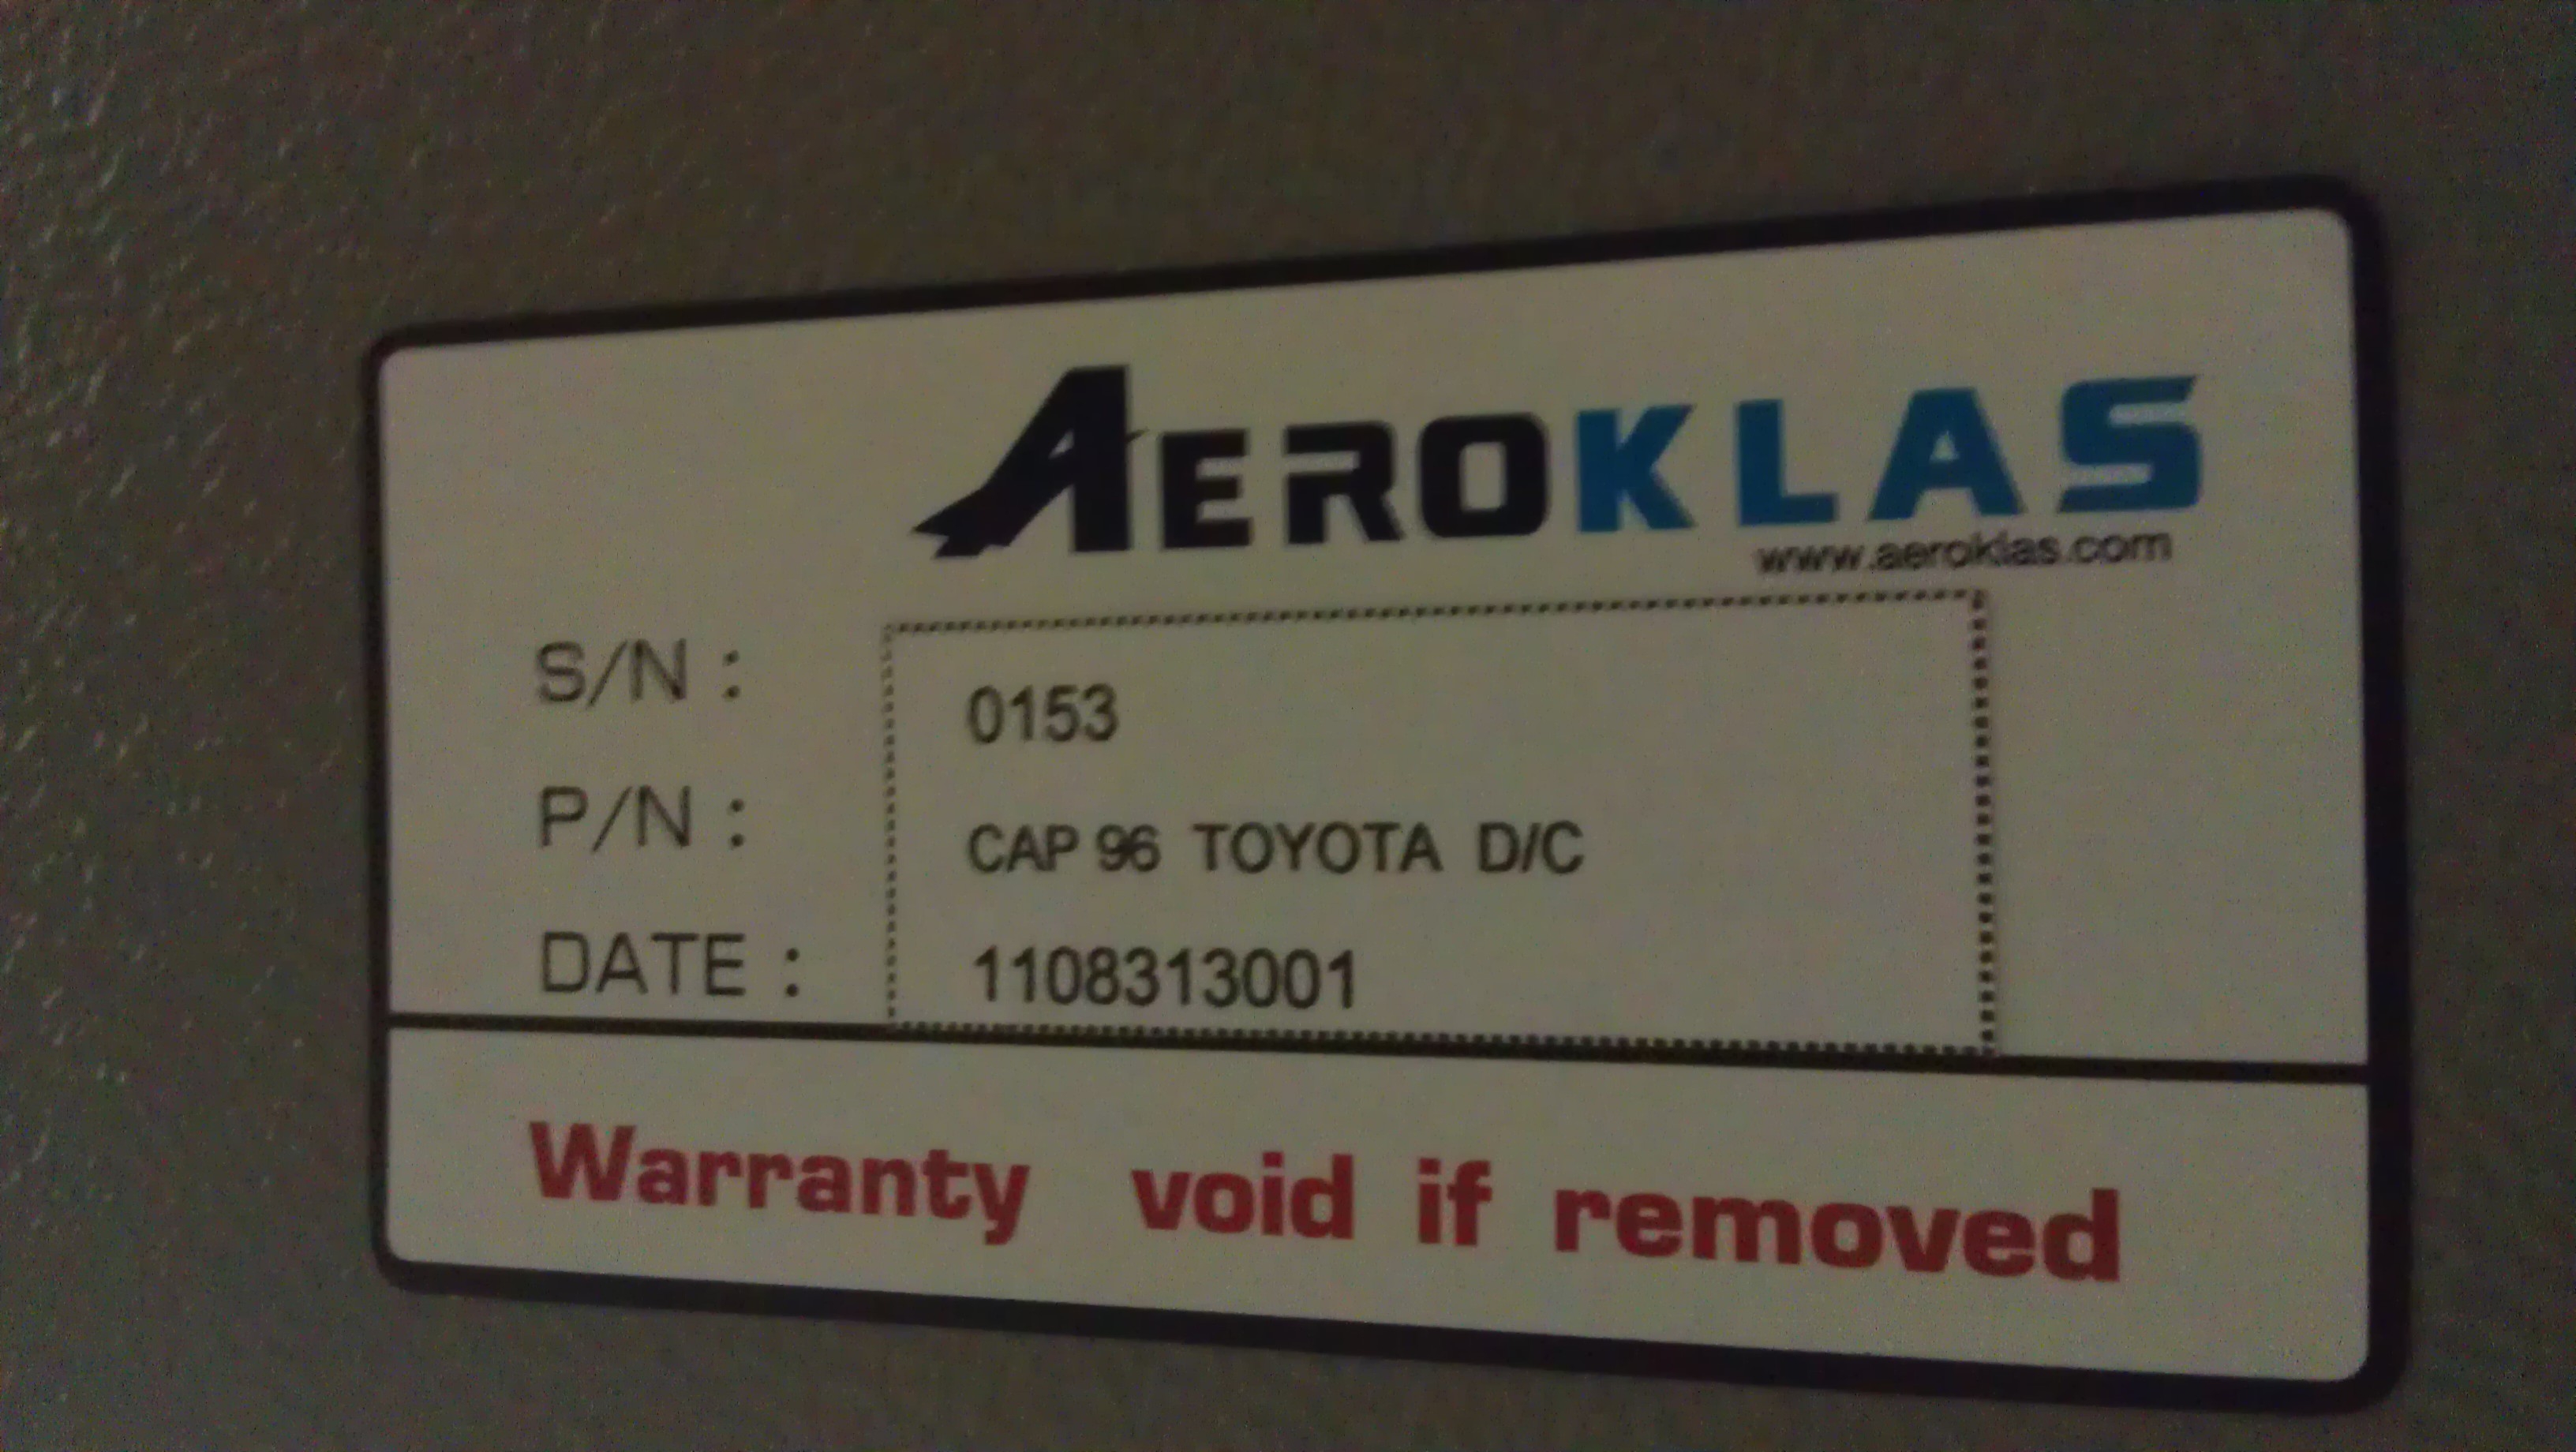 AEROKLAS
www.aeroklas.com
S/N : 0153
P/N : CAP 96 TOYOTA D/C
DATE : 1108313001
Warranty void if removed